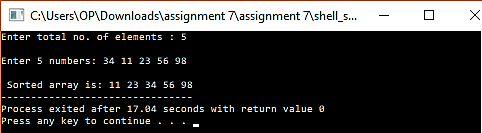 C:\Users\OP\Downloads\assignment 7\assignment 7\shell_s...
Enter total no. of elements : 5
Enter 5 numbers: 34 11 23 56 98
Sorted array is: 11 23 34 56 98
--------------------------------
Process exited after 17.04 seconds with return value 0
Press any key to continue . . .